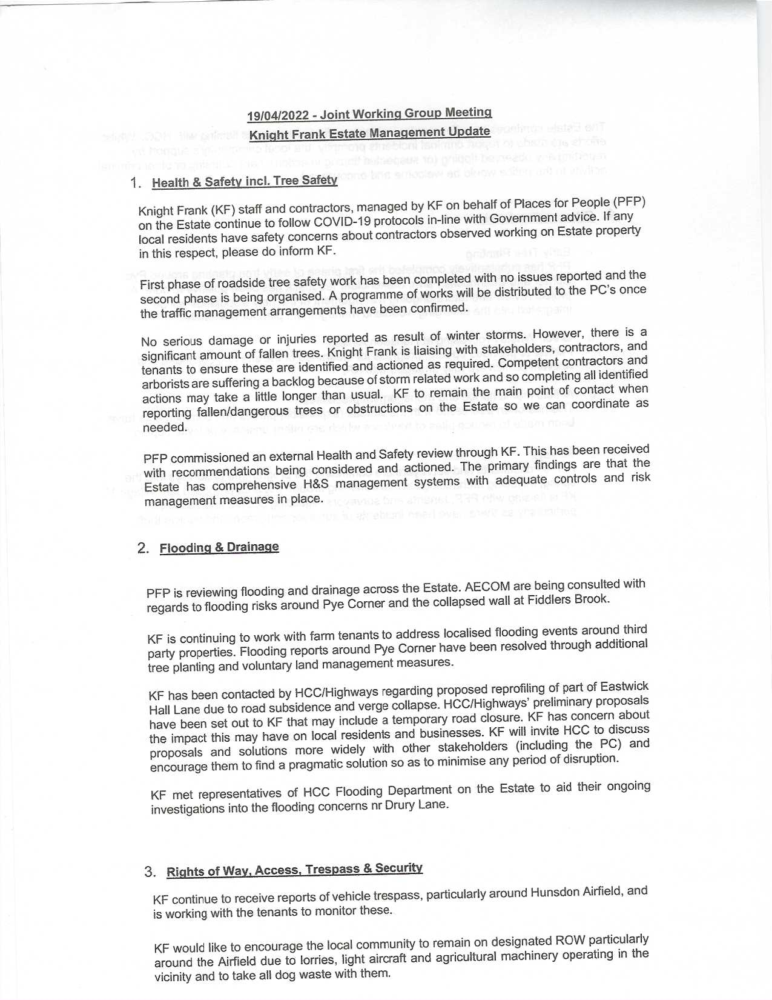 19/04/2022 - Joint Working Group Meeting
Knight Frank Estate Management Update
1. Health & Safety incl. Tree Safety
Knight Frank (KF) staff and contractors, managed by KF on behalf of Places for People (PFP)
on the Estate continue to follow COVID-19 protocols in-line with Government advice. If any
local residents have safety concerns about contractors observed working on Estate property
in this respect, please do inform KF.
First phase of roadside tree safety work has been completed with no issues reported and the
second phase is being organised. A programme of works will be distributed to the PC's once
the traffic management arrangements have been confirmed.
No serious damage or injuries reported as result of winter storms. However, there is a
significant amount of fallen trees. Knight Frank is liaising with stakeholders, contractors, and
tenants to ensure these are identified and actioned as required. Competent contractors and
arborists are suffering a backlog because of storm related work and so completing all identified
actions may take a little longer than usual. KF to remain the main point of contact when
reporting fallen/dangerous trees or obstructions on the Estate so we can coordinate as
needed.
PFP commissioned an external Health and Safety review through KF. This has been received
with recommendations being considered and actioned. The primary findings are that the
Estate has comprehensive H&S management systems with adequate controls and risk
management measures in place.
2. Flooding & Drainage
PFP is reviewing flooding and drainage across the Estate. AECOM are being consulted with
regards to flooding risks around Pye Corner and the collapsed wall at Fiddlers Brook.
KF is continuing to work with farm tenants to address localised flooding events around third
party properties. Flooding reports around Pye Corner have been resolved through additional
tree planting and voluntary land management measures.
KF has been contacted by HCC/Highways regarding proposed reprofiling of part of Eastwick
Hall Lane due to road subsidence and verge collapse. HCC/Highways' preliminary proposals
have been set out to KF that may include a temporary road closure. KF has concern about
the impact this may have on local residents and businesses. KF will invite HCC to discuss
proposals and solutions more widely with other stakeholders (including the PC) and
encourage them to find a pragmatic solution so as to minimise any period of disruption.
KF met representatives of HCC Flooding Department on the Estate to aid their ongoing
investigations into the flooding concerns nr Drury Lane.
3. Rights of Way, Access, Trespass & Security
KF continue to receive reports of vehicle trespass, particularly around Hunsdon Airfield, and
is working with the tenants to monitor these.
KF would like to encourage the local community to remain on designated ROW particularly
around the Airfield due to lorries, light aircraft and agricultural machinery operating in the
vicinity and to take all dog waste with them.